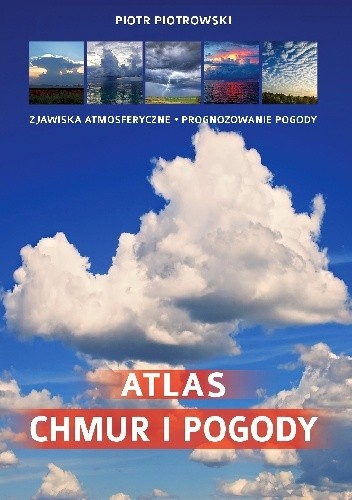 PIOTR PIOTROWSKI
ZJAWISKA ATMOSFERYCZNE • PROGNOZOWANIE POGODY
ATLAS
CHMUR I POGODY